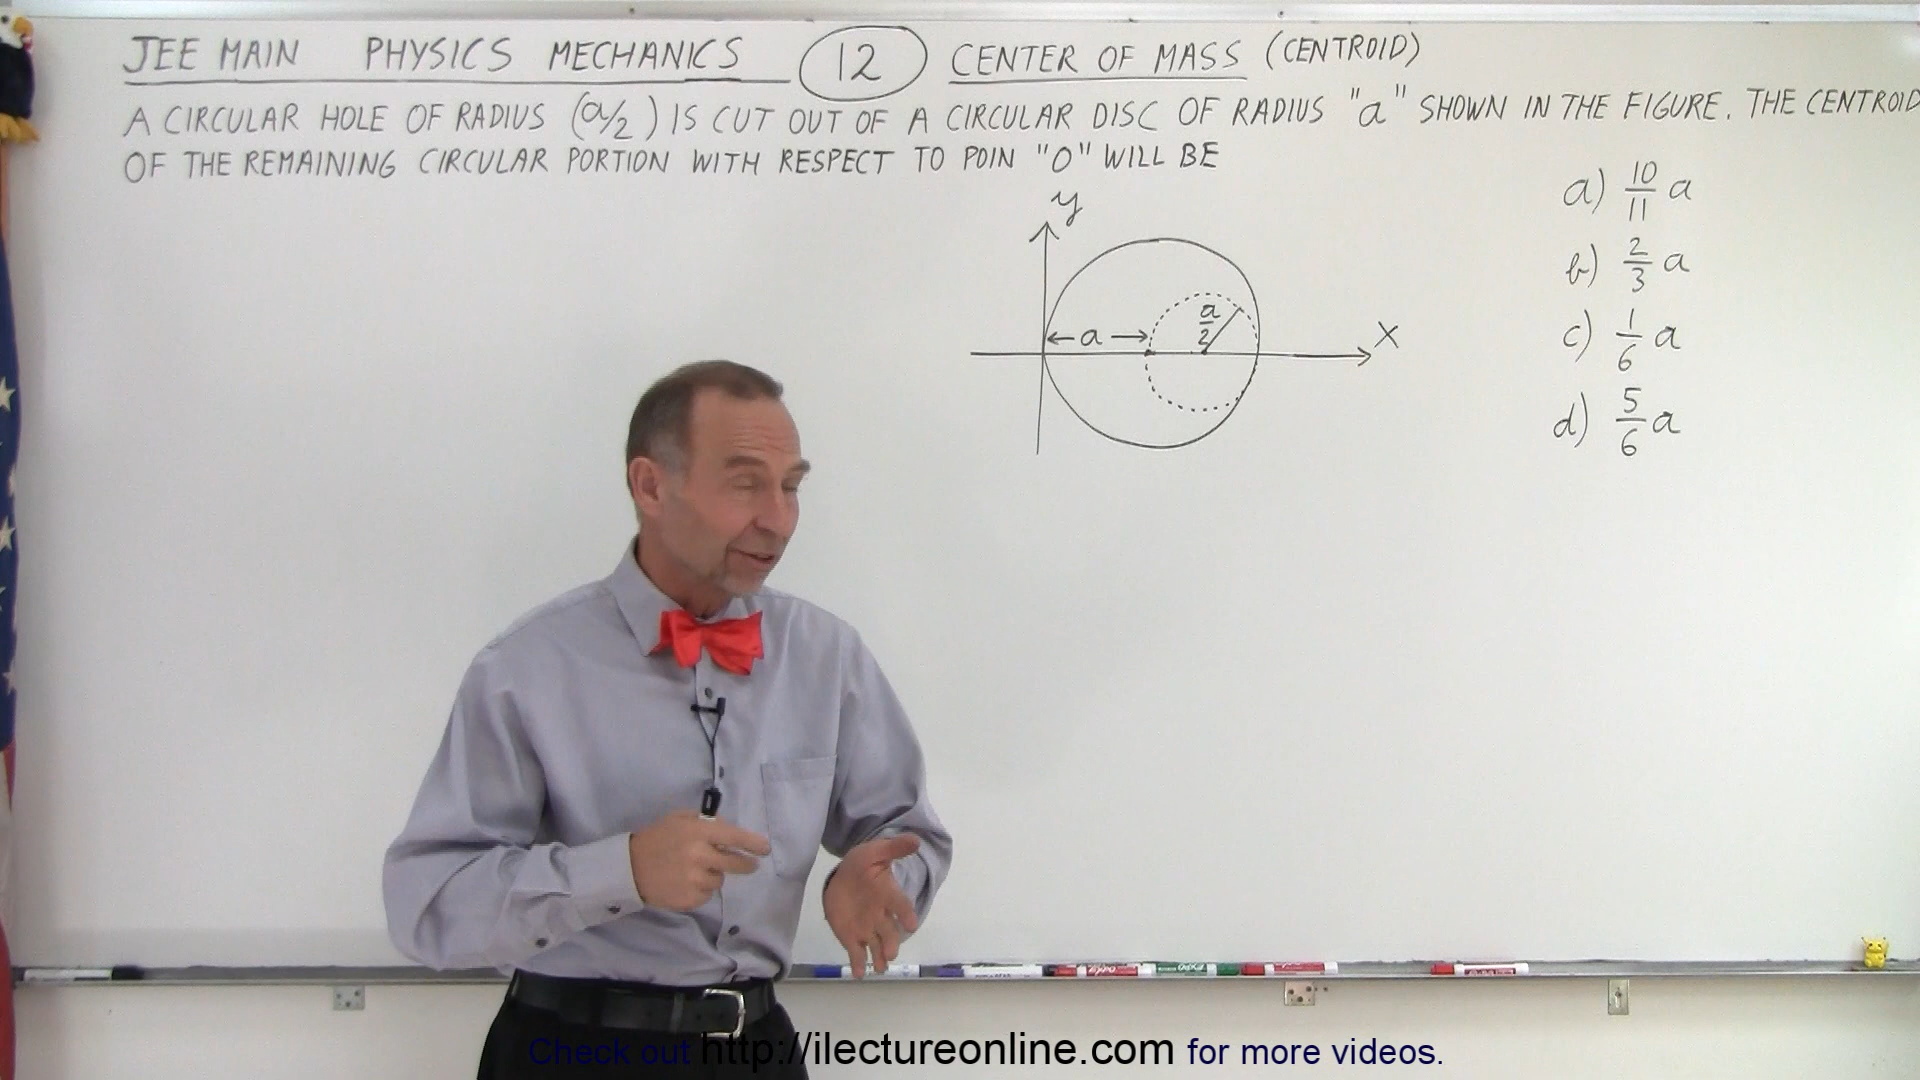 JEE MAIN PHYSICS MECHANICS 12 CENTER OF MASS (CENTROID)
A CIRCULAR HOLE OF RADIUS (a/2) IS CUT OUT OF A CIRCULAR DISC OF RADIUS "a" SHOWN IN THE FIGURE. THE CENTROID
OF THE REMAINING CIRCULAR PORTION WITH RESPECT TO POIN "O" WILL BE
y
a
a/2
X
a) 10/11 a
b) 2/3 a
c) 1/6 a
d) 5/6 a
Check out http://ilectureonline.com for more videos.